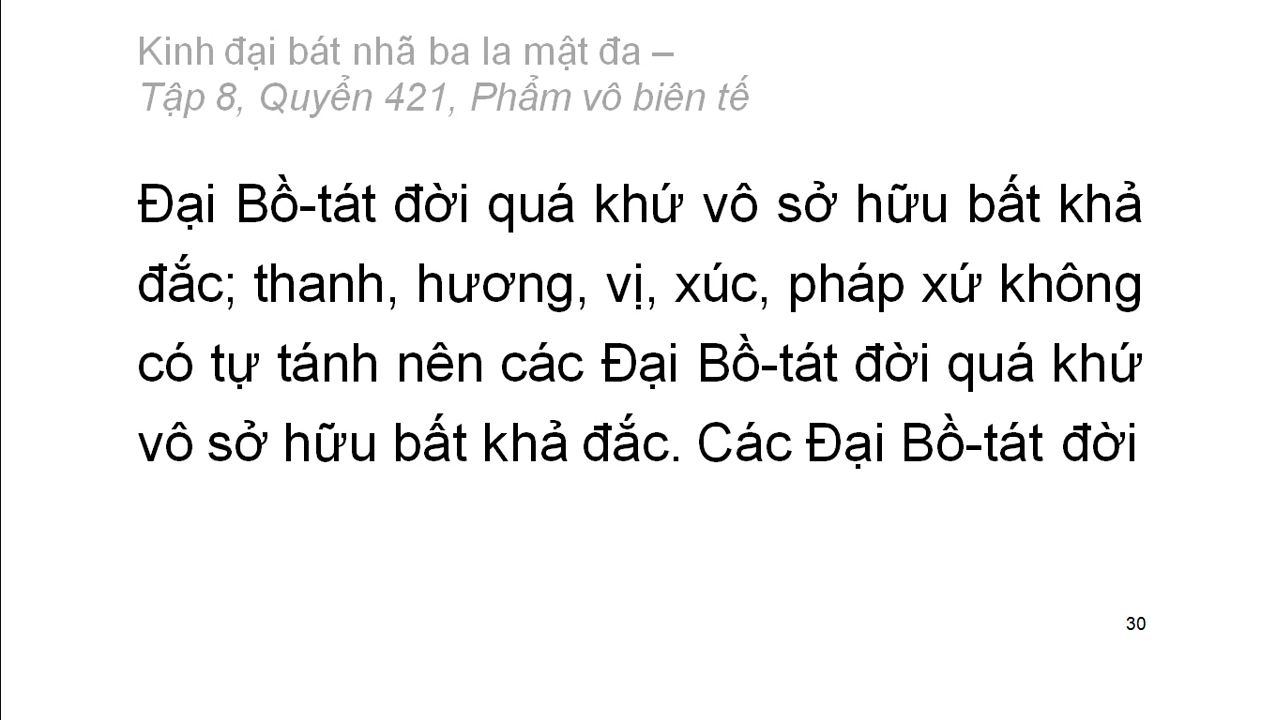 Kinh đại bát nhã ba la mật đa –
Tập 8, Quyển 421, Phẩm vô biên tế
Đại Bồ-tát đời quá khứ vô sở hữu bất khả
đắc; thanh, hương, vị, xúc, pháp xứ không
có tự tánh nên các Đại Bồ-tát đời quá khứ
vô sở hữu bất khả đắc. Các Đại Bồ-tát đời
30